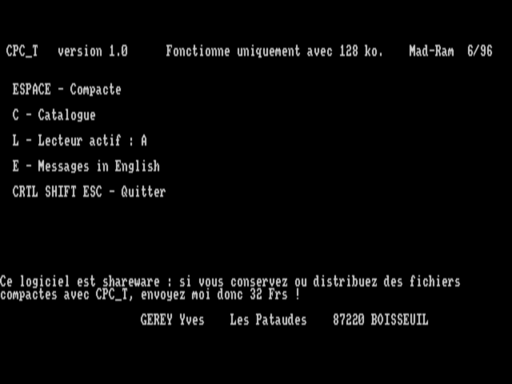 CPC_T version 1.0 Fonctionne uniquement avec 128 ko. Mad-Ram 6/96
ESPACE - Compacte
C - Catalogue
L - Lecteur actif : A
E - Messages in English
CRTL SHIFT ESC - Quitter
Ce logiciel est shareware : si vous conservez ou distribuez des fichiers
compactes avec CPC_T, envoyez moi donc 32 Frs !
GEREY Yves Les Pataudes 87220 BOISSEUIL